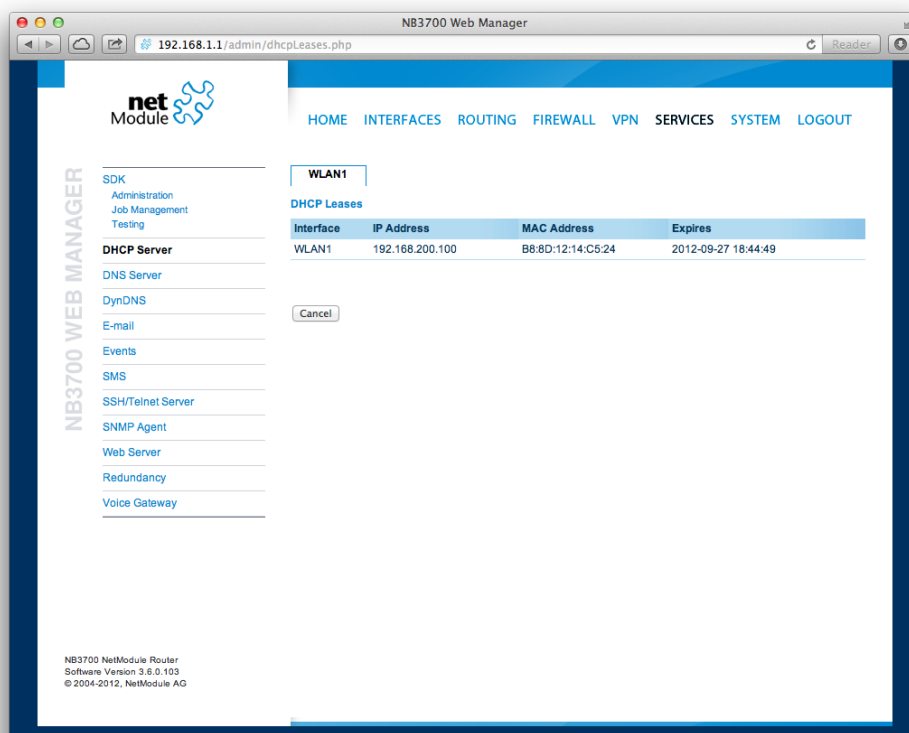 NB3700 Web Manager
192.168.1.1/admin/dhcpLeases.php
Reader
net
Module
HOME INTERFACES ROUTING FIREWALL VPN SERVICES SYSTEM LOGOUT
NB3700 WEB MANAGER
SDK
Administration
Job Management
Testing
DHCP Server
DNS Server
DynDNS
E-mail
Events
SMS
SSH/Telnet Server
SNMP Agent
Web Server
Redundancy
Voice Gateway
WLAN1
DHCP Leases
Interface IP Address MAC Address Expires
WLAN1 192.168.200.100 B8:8D:12:14:C5:24 2012-09-27 18:44:49
Cancel
NB3700 NetModule Router
Software Version 3.6.0.103
© 2004-2012, NetModule AG